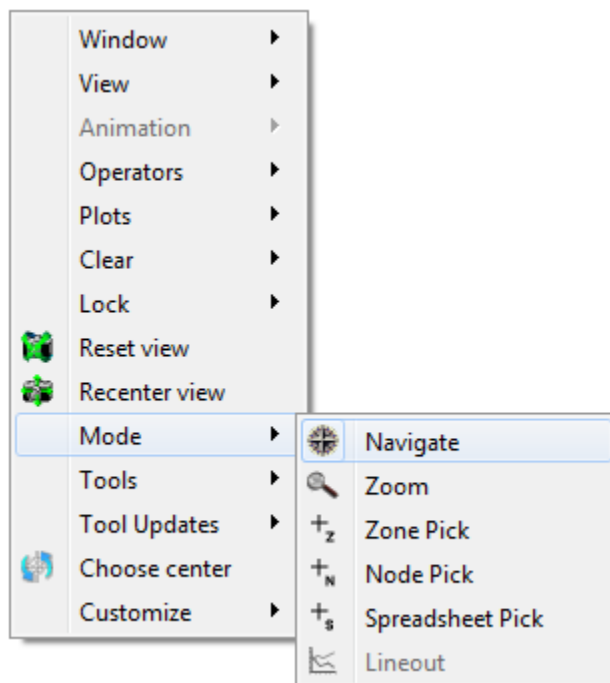 Window
View
Animation
Operators
Plots
Clear
Lock
Reset view
Recenter view
Mode
Tools
Tool Updates
Choose center
Customize
Navigate
Zoom
Z Zone Pick
N Node Pick
S Spreadsheet Pick
Lineout